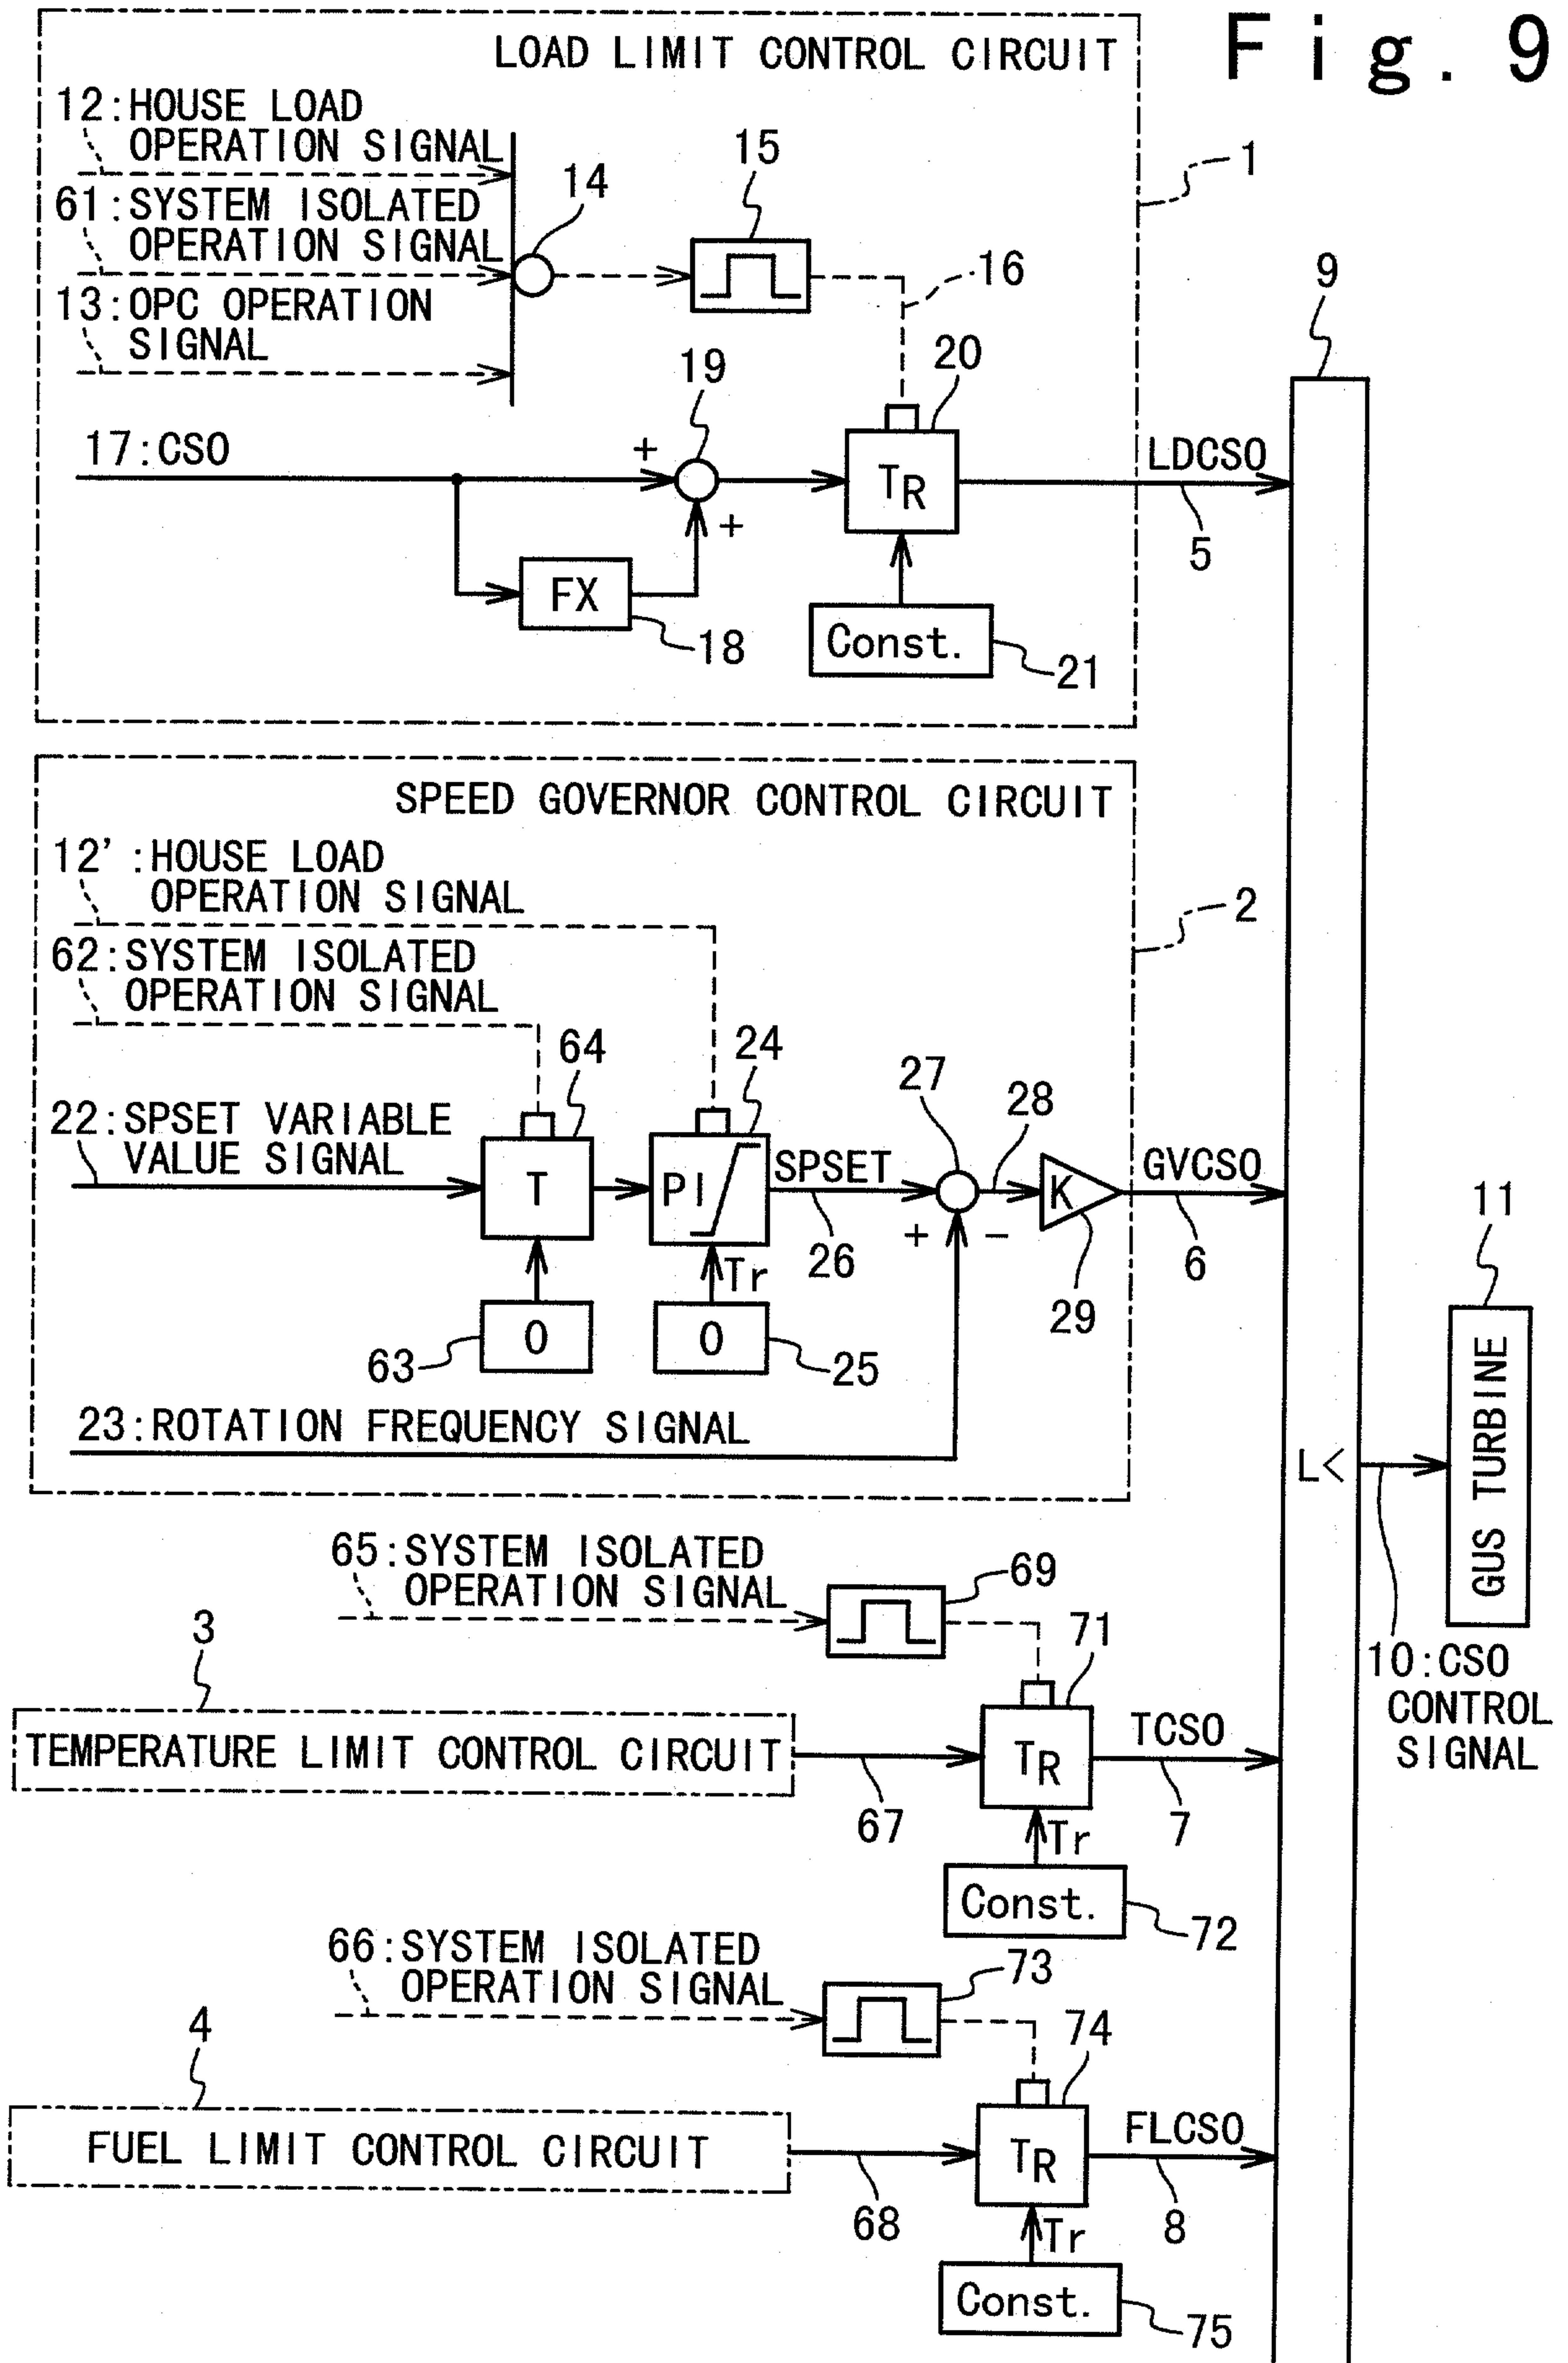 Fig. 9
LOAD LIMIT CONTROL CIRCUIT
12:HOUSE LOAD
OPERATION SIGNAL
61:SYSTEM ISOLATED
OPERATION SIGNAL
13:OPC OPERATION
SIGNAL
14
15
16
1
9
17:CSO
+
19
+
20
TR
LDCSO
5
FX
18
Const.
21
SPEED GOVERNOR CONTROL CIRCUIT
12':HOUSE LOAD
OPERATION SIGNAL
62:SYSTEM ISOLATED
OPERATION SIGNAL
2
64
24
27
28
22:SPSET VARIABLE
VALUE SIGNAL
T
PI
SPSET
26
+
−
K
29
GVCSO
6
Tr
0
63
0
25
23:ROTATION FREQUENCY SIGNAL
L<
11
GUS TURBINE
10:CSO
CONTROL
SIGNAL
65:SYSTEM ISOLATED
OPERATION SIGNAL
69
71
3
TEMPERATURE LIMIT CONTROL CIRCUIT
67
TR
TCSO
7
Tr
Const.
72
66:SYSTEM ISOLATED
OPERATION SIGNAL
73
74
4
FUEL LIMIT CONTROL CIRCUIT
68
TR
FLCSO
8
Tr
Const.
75